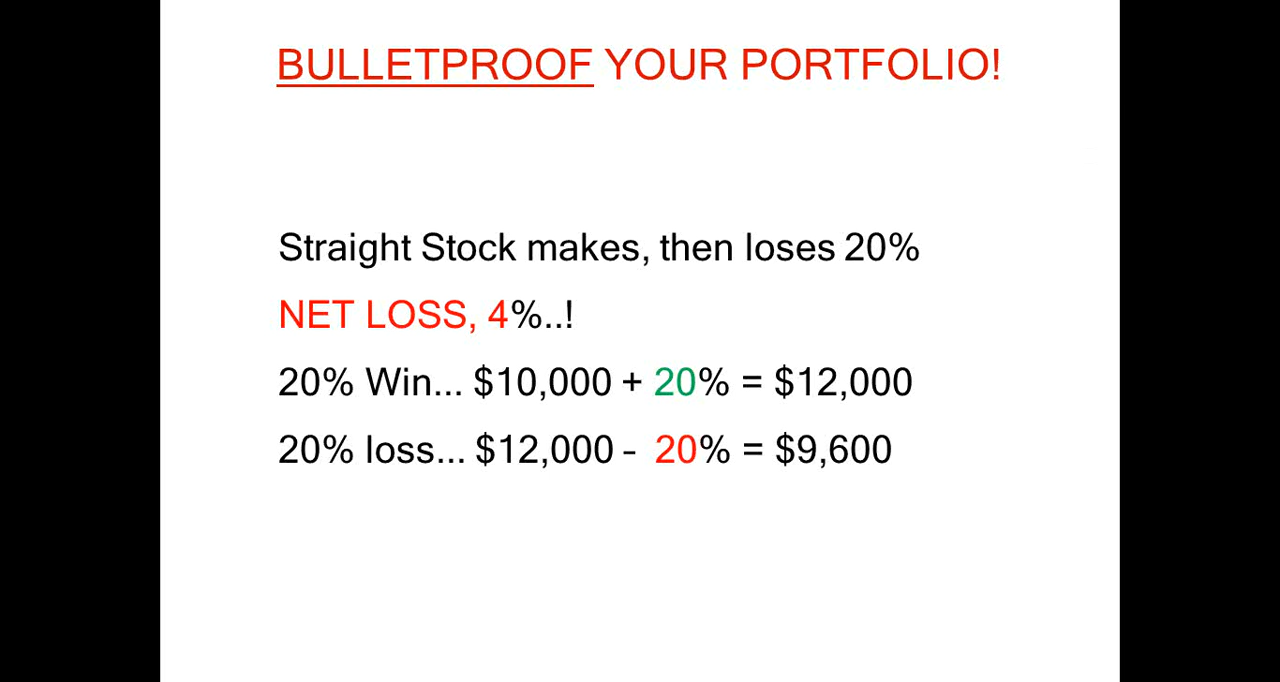 BULLETPROOF YOUR PORTFOLIO!
Straight Stock makes, then loses 20%
NET LOSS, 4%..!
20% Win... $10,000 + 20% = $12,000
20% loss... $12,000 - 20% = $9,600